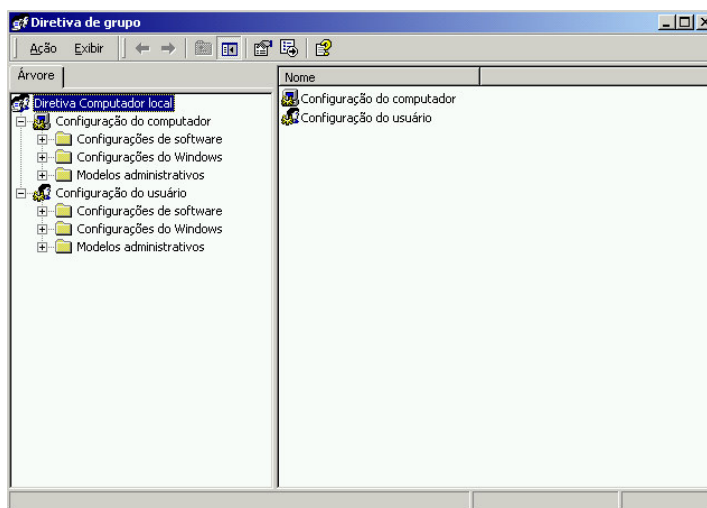 Diretiva de grupo
Ação Exibir
Árvore
Nome
Diretiva Computador local
Configuração do computador
Configurações de software
Configurações do Windows
Modelos administrativos
Configuração do usuário
Configurações de software
Configurações do Windows
Modelos administrativos
Configuração do computador
Configuração do usuário